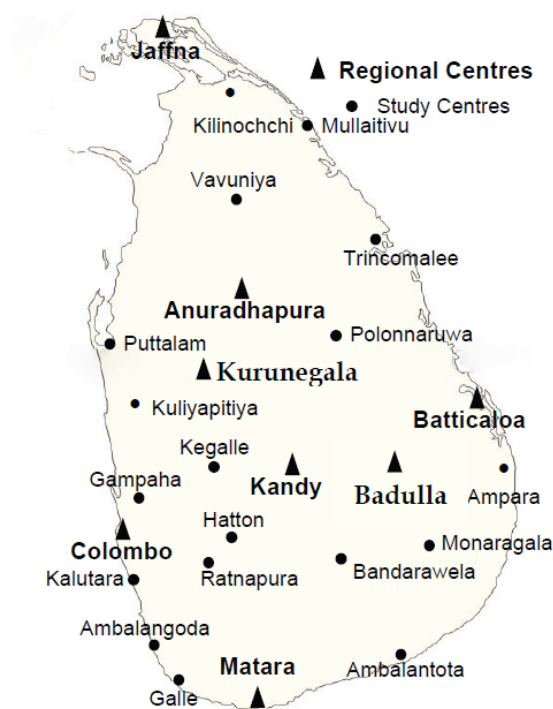 Jaffna
Regional Centres
Study Centres
Kilinochchi
Mullaitivu
Vavuniya
Trincomalee
Anuradhapura
Polonnaruwa
Puttalam
Kurunegala
Kuliyapitiya
Batticaloa
Kegalle
Gampaha
Kandy
Badulla
Ampara
Hatton
Colombo
Monaragala
Kalutara
Ratnapura
Bandarawela
Ambalangoda
Matara
Ambalantota
Galle